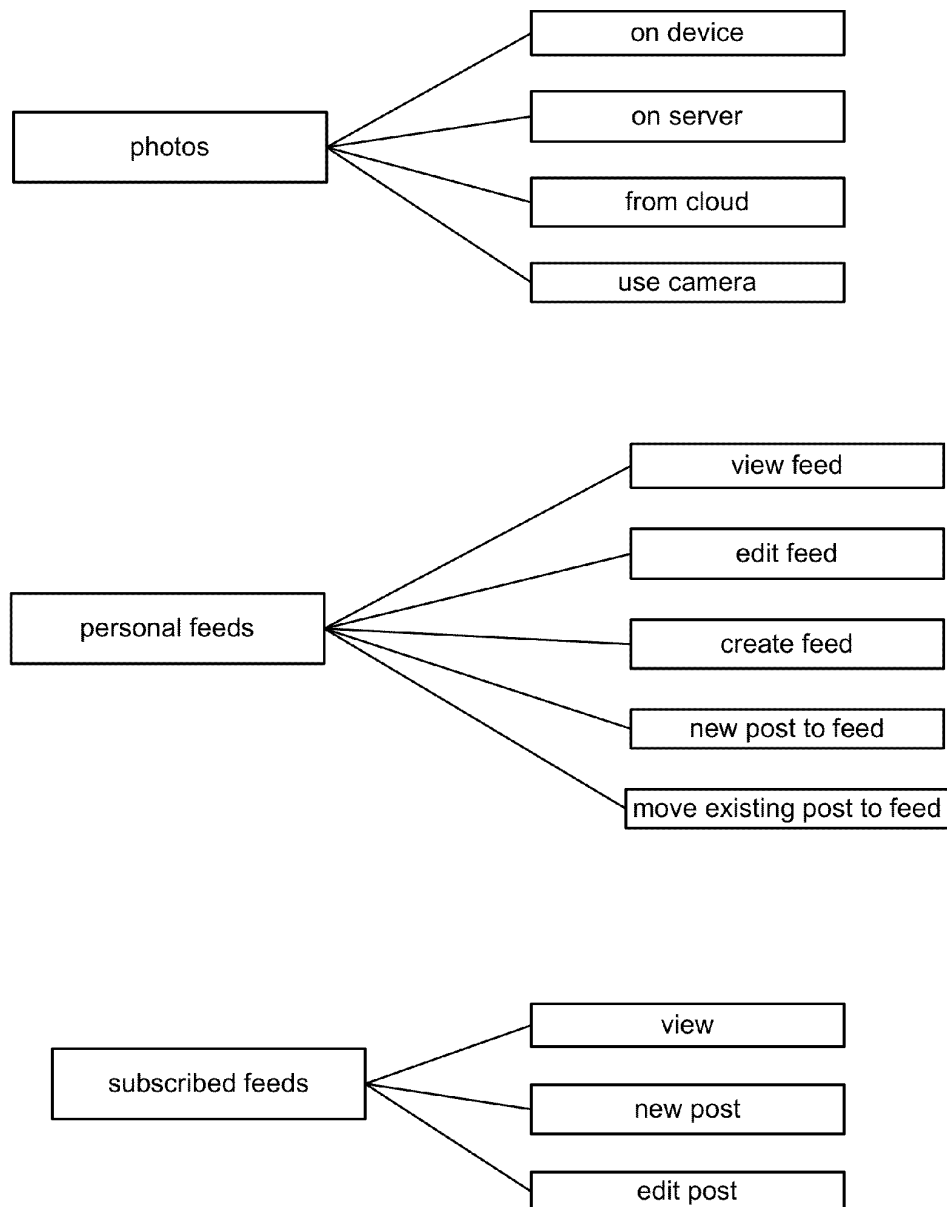 photos
on device
on server
from cloud
use camera
personal feeds
view feed
edit feed
create feed
new post to feed
move existing post to feed
subscribed feeds
view
new post
edit post